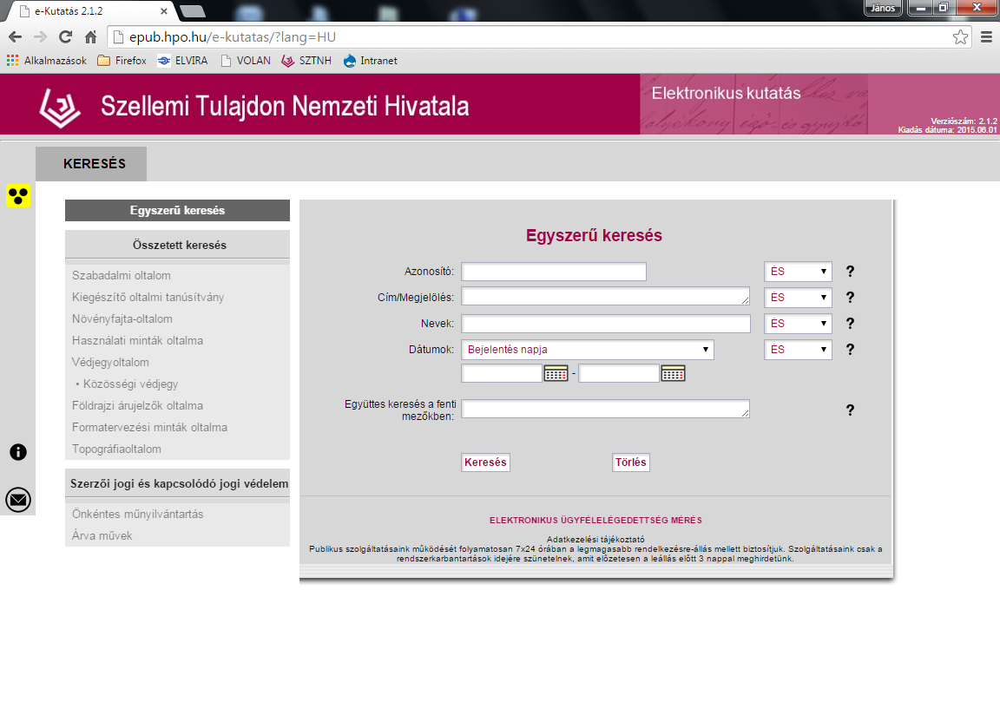 e-Kutatás 2.1.2
János
epub.hpo.hu/e-kutatas/?lang=HU
Alkalmazások Firefox ELVIRA VOLAN SZTNH Intranet
Szellemi Tulajdon Nemzeti Hivatala
Elektronikus kutatás
Verziószám: 2.1.2
Kiadás dátuma: 2015.06.01
KERESÉS
Egyszerű keresés
Összetett keresés
Szabadalmi oltalom
Kiegészítő oltalmi tanúsítvány
Növényfajta-oltalom
Használati minták oltalma
Védjegyoltalom
• Közösségi védjegy
Földrajzi árujelzők oltalma
Formatervezési minták oltalma
Topográfiaoltalom
Szerzői jogi és kapcsolódó jogi védelem
Önkéntes műnyilvántartás
Árva művek
Egyszerű keresés
Azonosító: ÉS ?
Cím/Megjelölés: ÉS ?
Nevek: ÉS ?
Dátumok: Bejelentés napja ÉS ?
-
Együttes keresés a fenti
mezőkben: ?
Keresés Törlés
ELEKTRONIKUS ÜGYFÉLELÉGEDETTSÉG MÉRÉS
Adatkezelési tájékoztató
Publikus szolgáltatásaink működését folyamatosan 7x24 órában a legmagasabb rendelkezésre-állás mellett biztosítjuk. Szolgáltatásaink csak a
rendszerkarbantartások idejére szünetelnek, amit előzetesen a leállás előtt 3 nappal meghirdetünk.